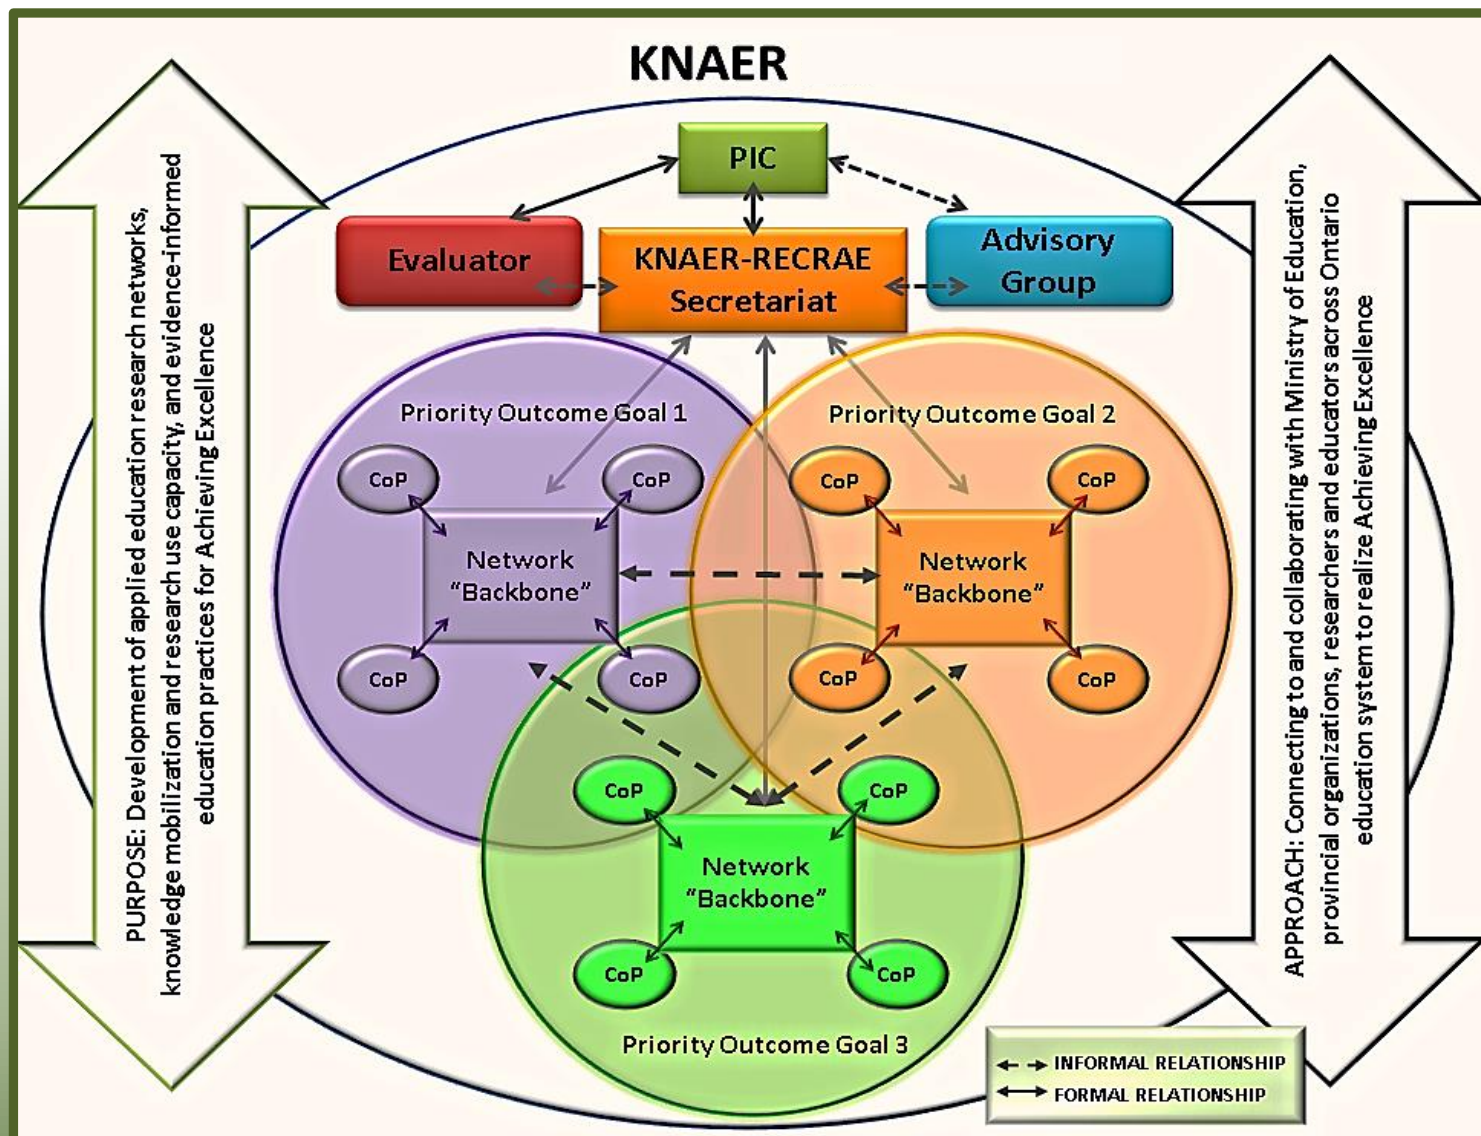 KNAER
PIC
Evaluator
KNAER-RECRAE
Secretariat
Advisory
Group
PURPOSE: Development of applied education research networks,
knowledge mobilization and research use capacity, and evidence-informed
education practices for Achieving Excellence
Priority Outcome Goal 1
CoP
CoP
Network
“Backbone”
CoP
CoP
Priority Outcome Goal 2
CoP
CoP
Network
“Backbone”
CoP
CoP
CoP
CoP
Network
“Backbone”
CoP
CoP
Priority Outcome Goal 3
APPROACH: Connecting to and collaborating with Ministry of Education,
provincial organizations, researchers and educators across Ontario
education system to realize Achieving Excellence
INFORMAL RELATIONSHIP
FORMAL RELATIONSHIP